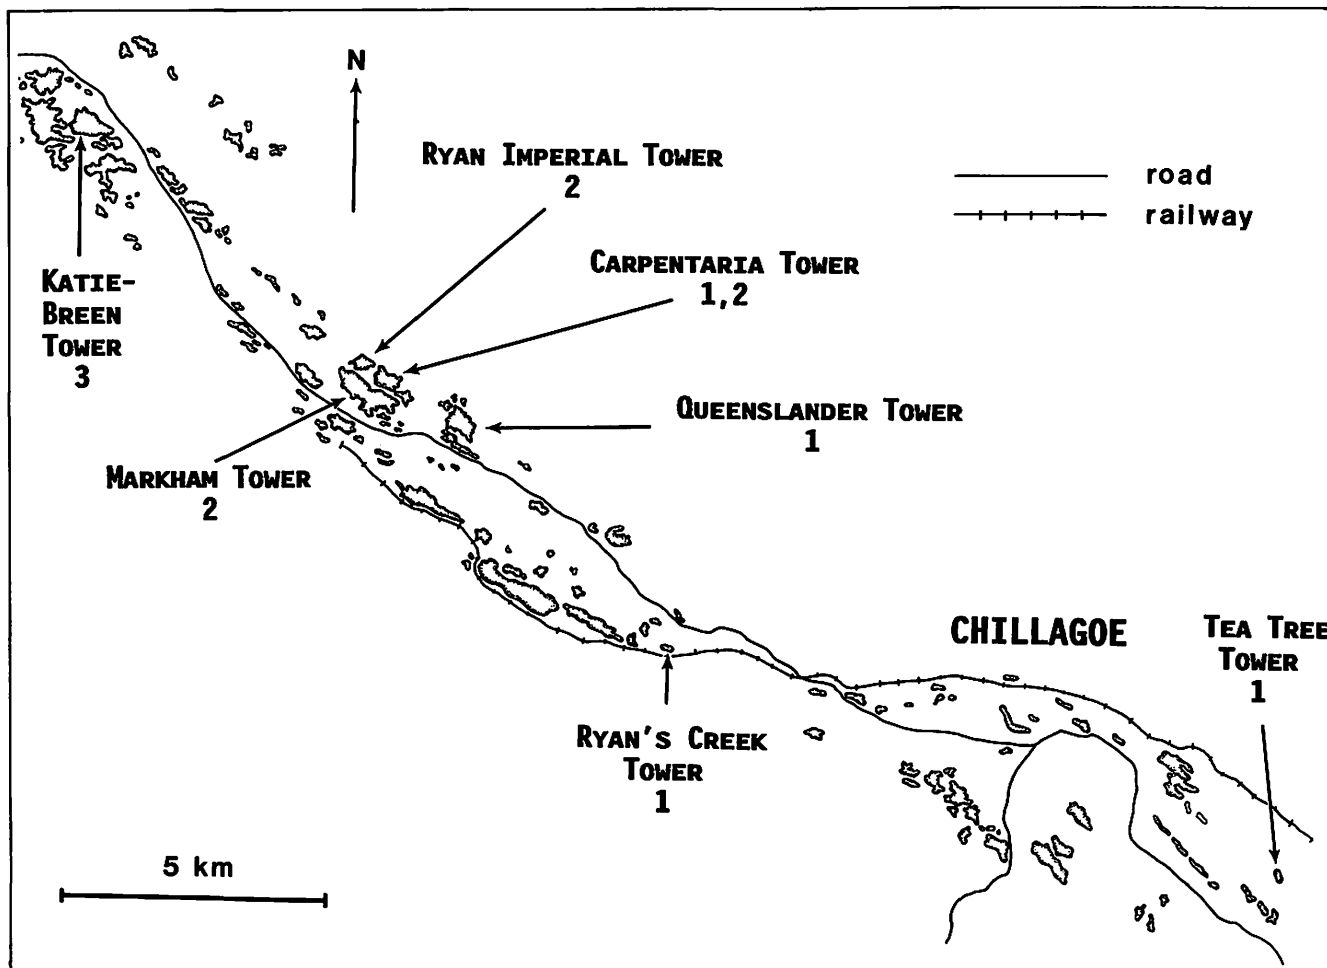 N
RYAN IMPERIAL TOWER
2
road
railway
CARPENTARIA TOWER
1,2
KATIE-
BREEN
TOWER
3
QUEENSLANDER TOWER
1
MARKHAM TOWER
2
CHILLAGOE
TEA TREE
TOWER
1
RYAN'S CREEK
TOWER
1
5 km